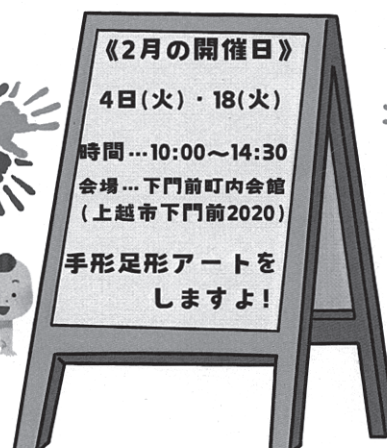 《2月の開催日》
4日(火)・18(火)
時間…10:00～14:30
会場…下門前町内会館
(上越市下門前2020)
手形足形アートを
しますよ!